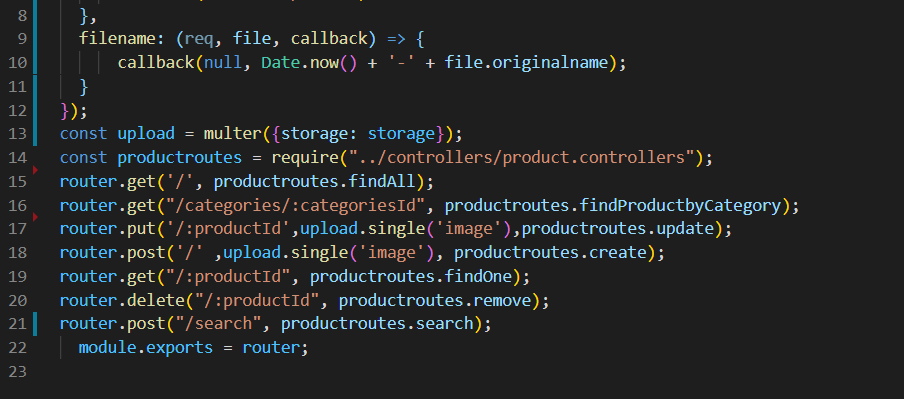 8 },
9 filename: (req, file, callback) => {
10 callback(null, Date.now() + '-' + file.originalname);
11 }
12 });
13 const upload = multer({storage: storage});
14 const productroutes = require("../controllers/product.controllers");
15 router.get('/', productroutes.findAll);
16 router.get("/categories/:categoriesId", productroutes.findProductbyCategory);
17 router.put('/:productId',upload.single('image'),productroutes.update);
18 router.post('/' ,upload.single('image'), productroutes.create);
19 router.get("/:productId", productroutes.findOne);
20 router.delete("/:productId", productroutes.remove);
21 router.post("/search", productroutes.search);
22 module.exports = router;
23